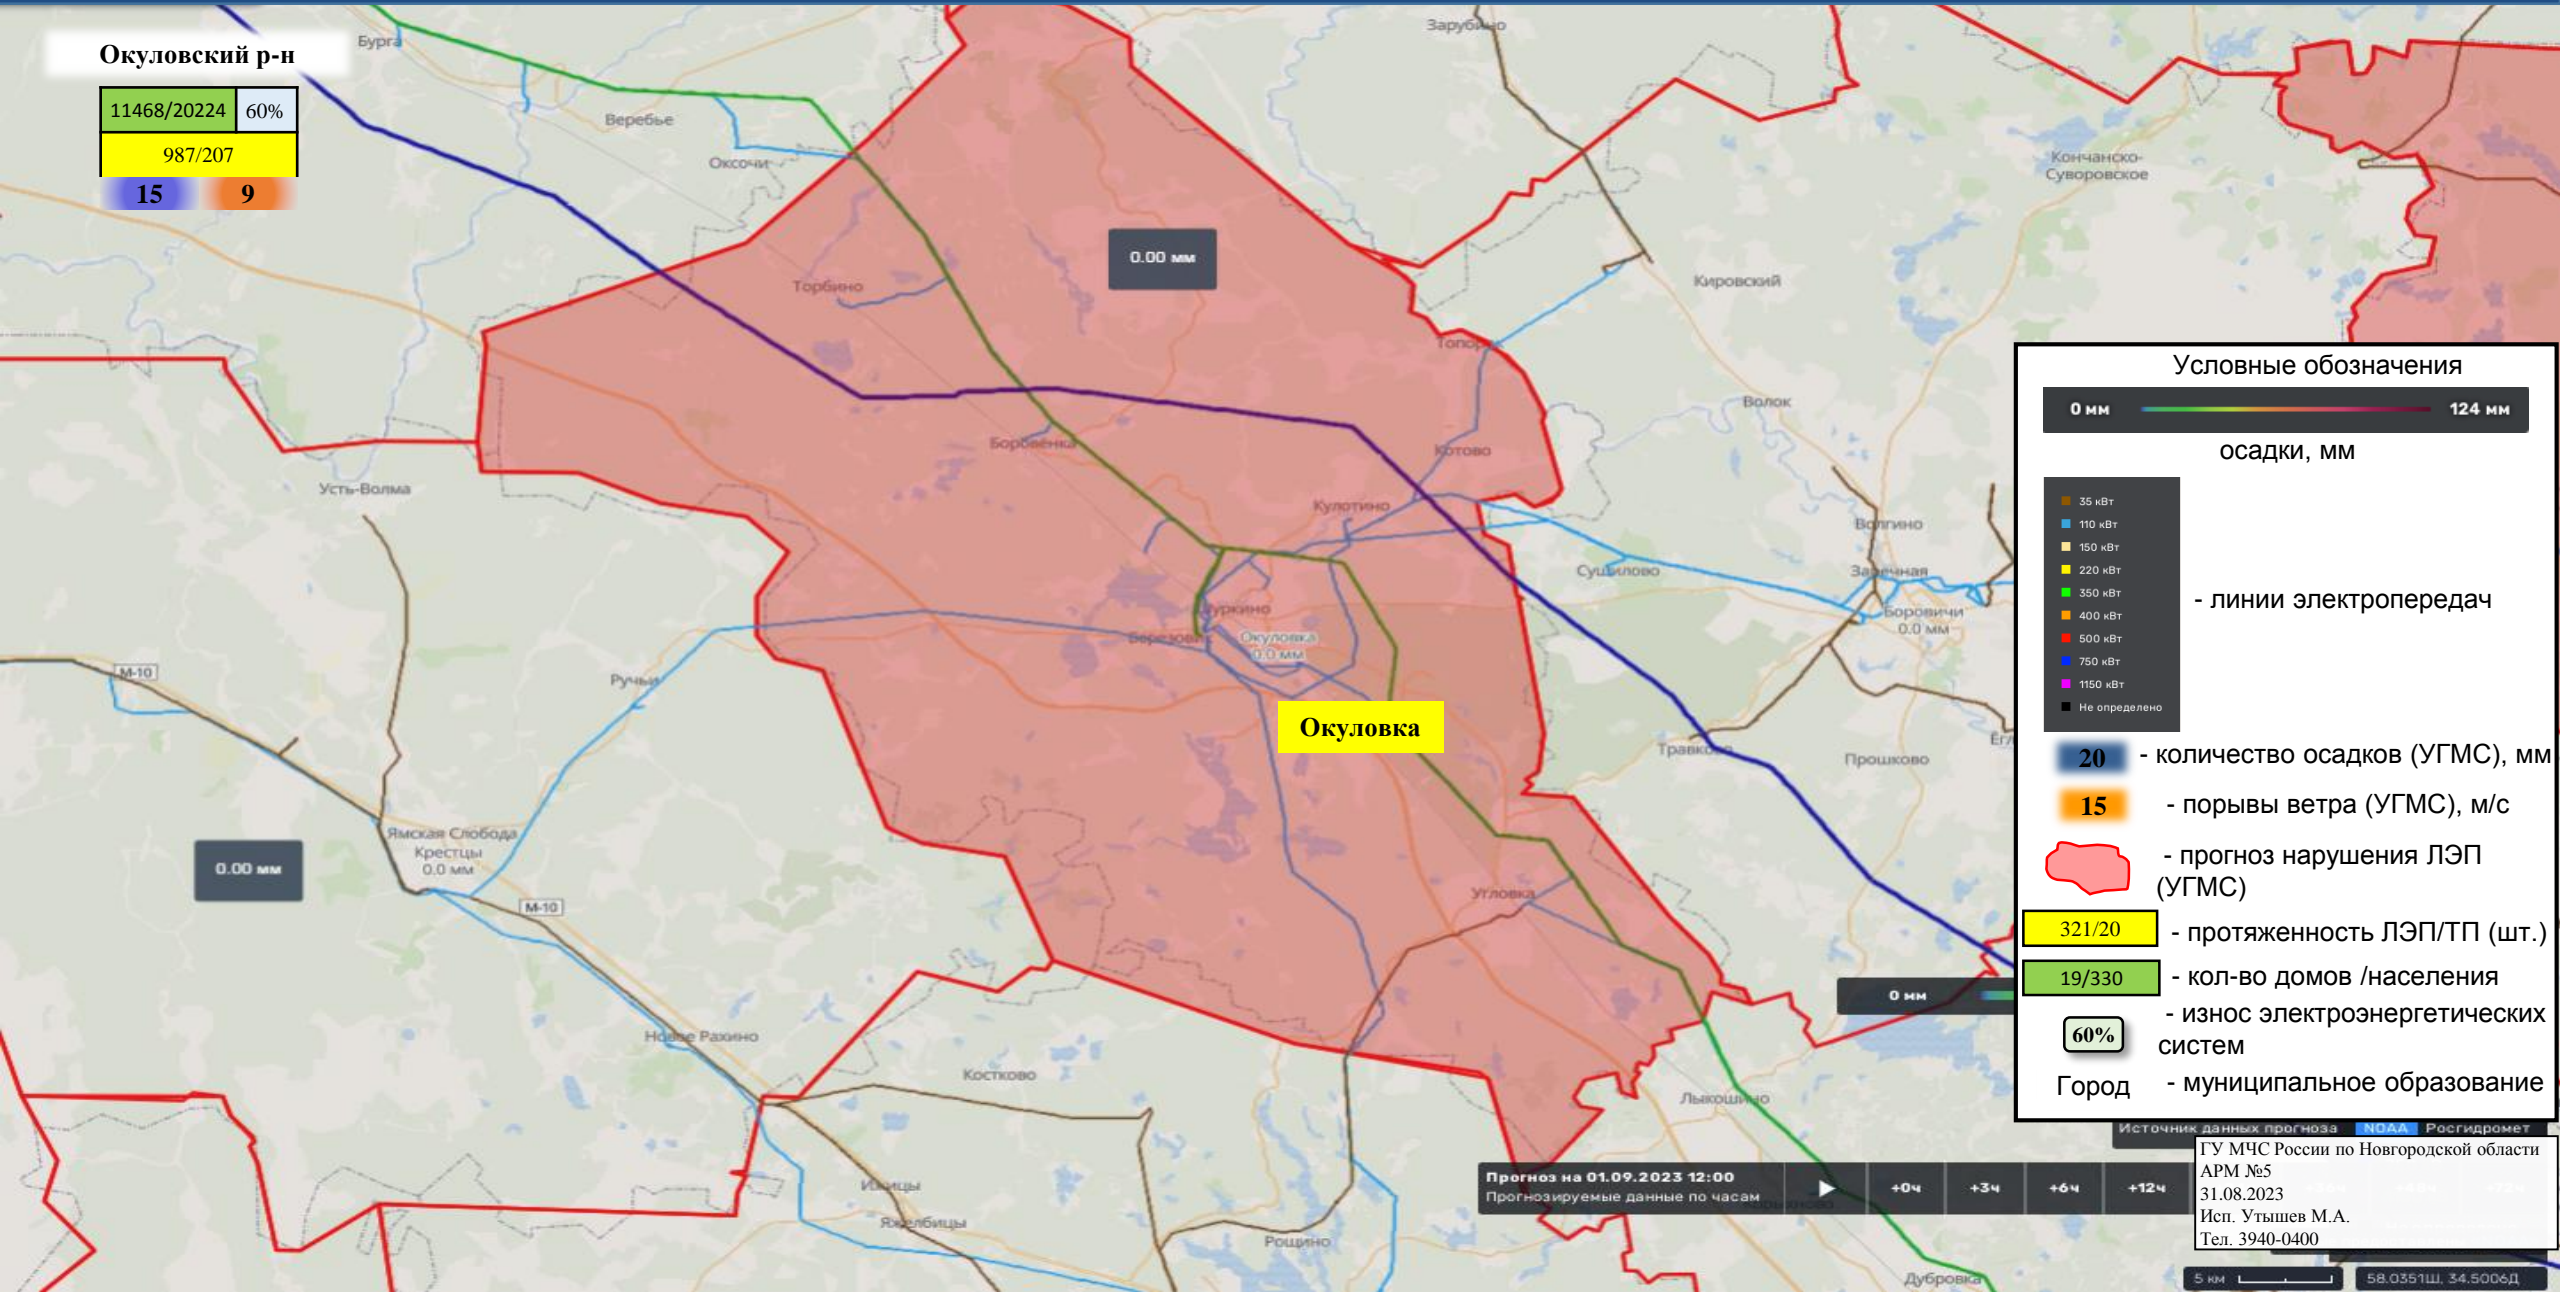 Окуловский р-н
11468/20224 60%
987/207
15 9
Бурга
Зарубино
Веребье
Оксочи
Кончанско-
Суворовское
0.00 мм
Торбино
Кировский
Волок
Боровёнка
Котово
Усть-Волма
Кулотино
Сушилово
Заречная
Боровичи
0.0 мм
Окуловка
0.0 мм
M-10
Ручьи
Окуловка
Травково
Прошково
Ямская Слобода
Крестцы
0.0 мм
0.00 мм
M-10
Угловка
Новое Рахино
Костково
Лыкошино
Яжелбицы
Рощино
Дубровка
0 мм
Условные обозначения
0 мм 124 мм
осадки, мм
35 кВт
110 кВт
150 кВт
220 кВт
350 кВт
400 кВт
500 кВт
750 кВт
1150 кВт
Не определено
- линии электропередач
20 - количество осадков (УГМС), мм
15 - порывы ветра (УГМС), м/с
- прогноз нарушения ЛЭП
(УГМС)
321/20 - протяженность ЛЭП/ТП (шт.)
19/330 - кол-во домов /населения
60% - износ электроэнергетических
систем
Город - муниципальное образование
Источник данных прогноза NOAA Росгидромет
Прогноз на 01.09.2023 12:00
Прогнозируемые данные по часам
+0ч +3ч +6ч +12ч
ГУ МЧС России по Новгородской области
АРМ №5
31.08.2023
Исп. Утышев М.А.
Тел. 3940-0400
5 км
58.0351Ш, 34.5006Д